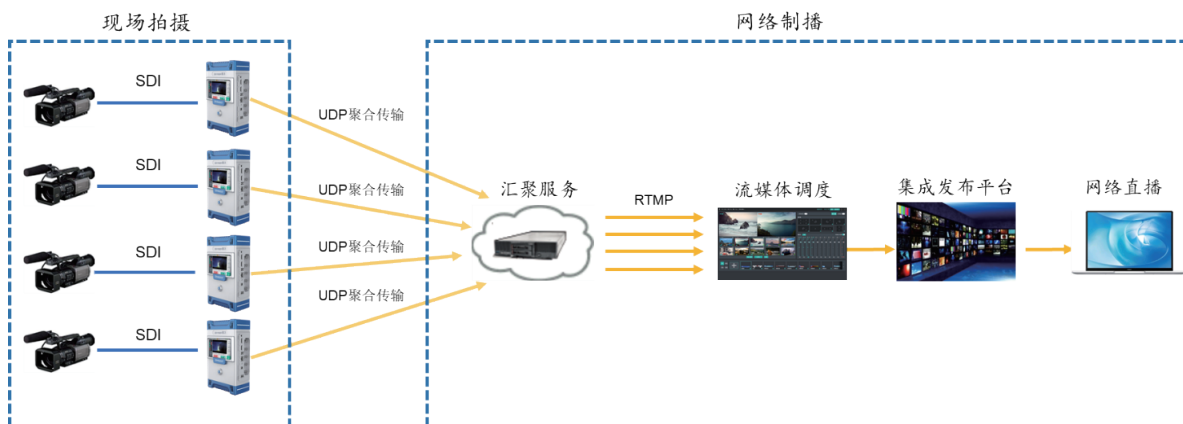 现场拍摄
网络制播
SDI
UDP聚合传输
SDI
UDP聚合传输
SDI
UDP聚合传输
SDI
UDP聚合传输
汇聚服务
RTMP
流媒体调度
集成发布平台
网络直播